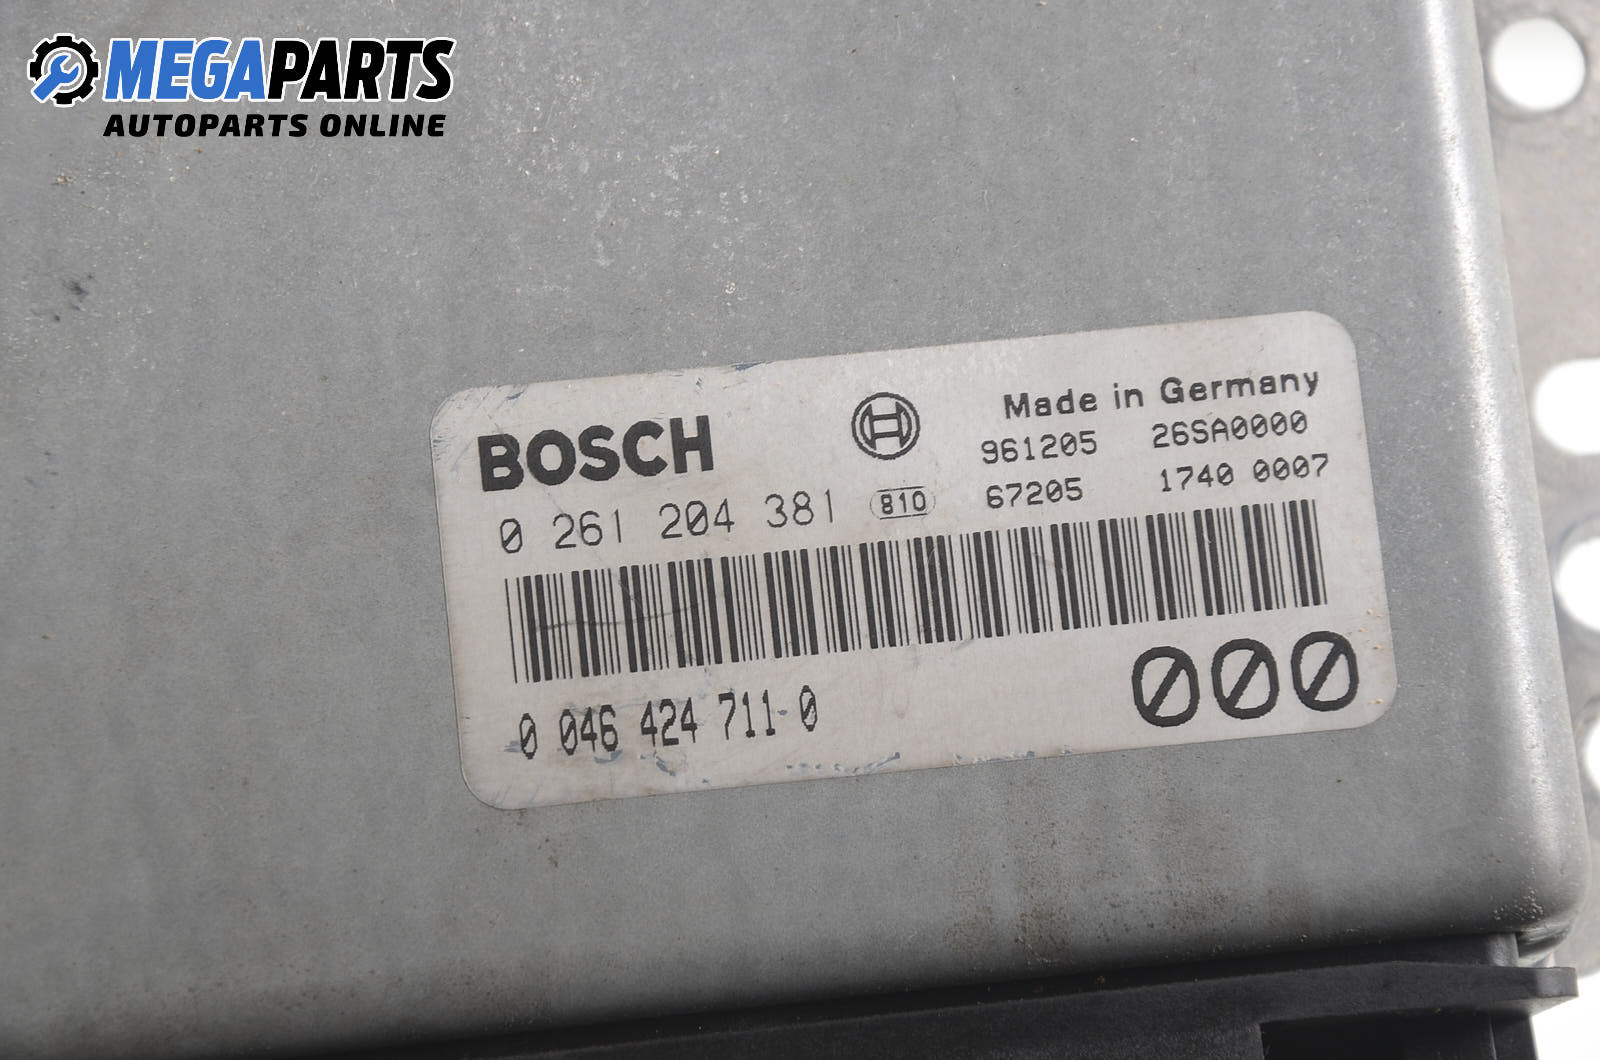 MEGAPARTS
AUTOPARTS ONLINE
BOSCH
Made in Germany
961205 26SA0000
0 261 204 381 810 67205 1740 0007
0 046 424 711-0
000